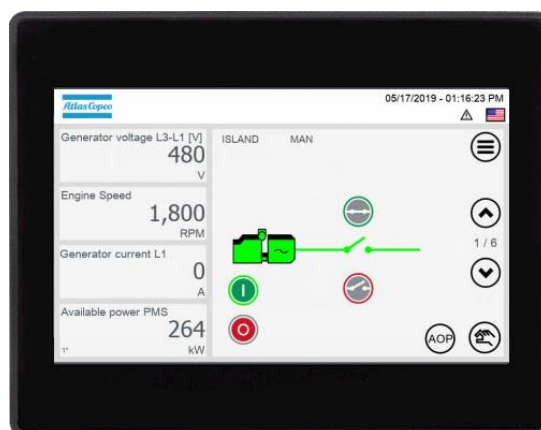 Atlas Copco
05/17/2019 - 01:16:23 PM
Generator voltage L3-L1 [V]
480
V
Engine Speed
1,800
RPM
Generator current L1
0
A
Available power PMS
264
kW
ISLAND MAN
I
O
1 / 6
AOP